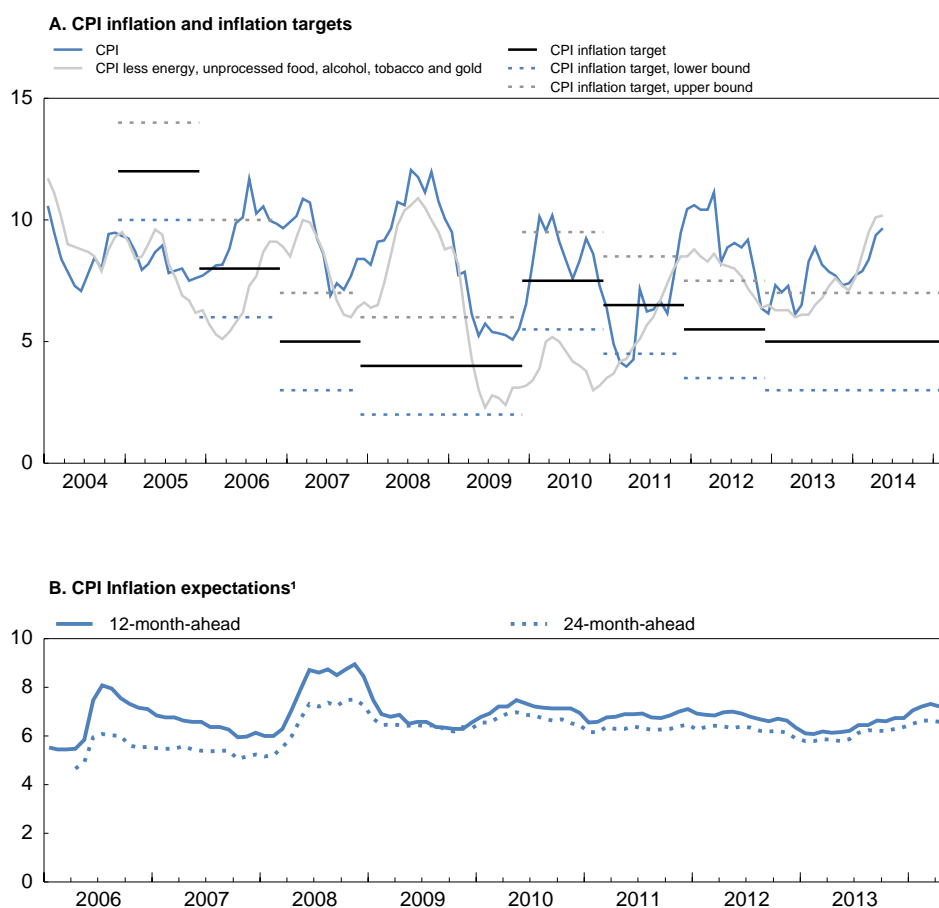 A. CPI inflation and inflation targets
CPI
CPI less energy, unprocessed food, alcohol, tobacco and gold
CPI inflation target
CPI inflation target, lower bound
CPI inflation target, upper bound
15
10
5
0
2004 2005 2006 2007 2008 2009 2010 2011 2012 2013 2014
B. CPI Inflation expectations¹
12-month-ahead 24-month-ahead
10
8
6
4
2
0
2006 2007 2008 2009 2010 2011 2012 2013